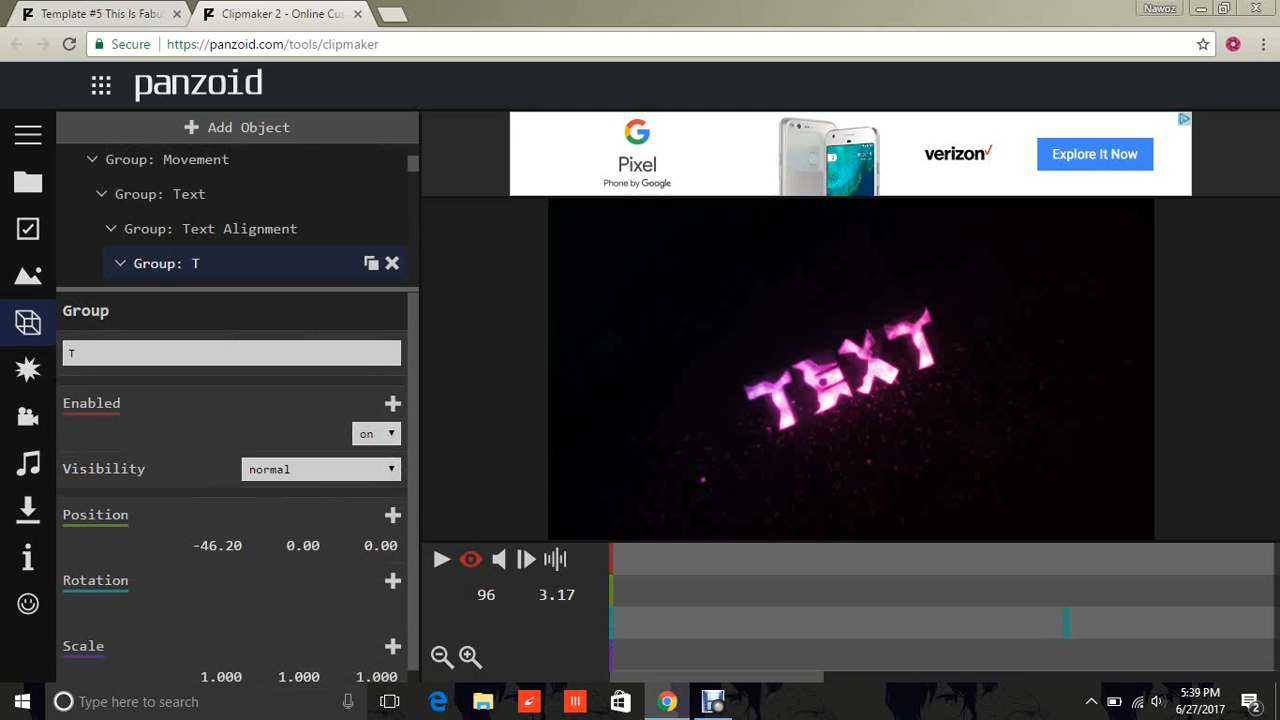 Template #5 This Is Fabu
Clipmaker 2 - Online Cus
Nawoz
Secure
https://panzoid.com/tools/clipmaker
panzoid
Add Object
Group: Movement
Group: Text
Group: Text Alignment
Group: T
Group
T
Enabled
on
Visibility
normal
Position
-46.20 0.00 0.00
Rotation
Scale
1.000 1.000 1.000
G
Pixel
Phone by Google
verizon
Explore It Now
TEXT
96 3.17
Type here to search
5:39 PM
6/27/2017
2